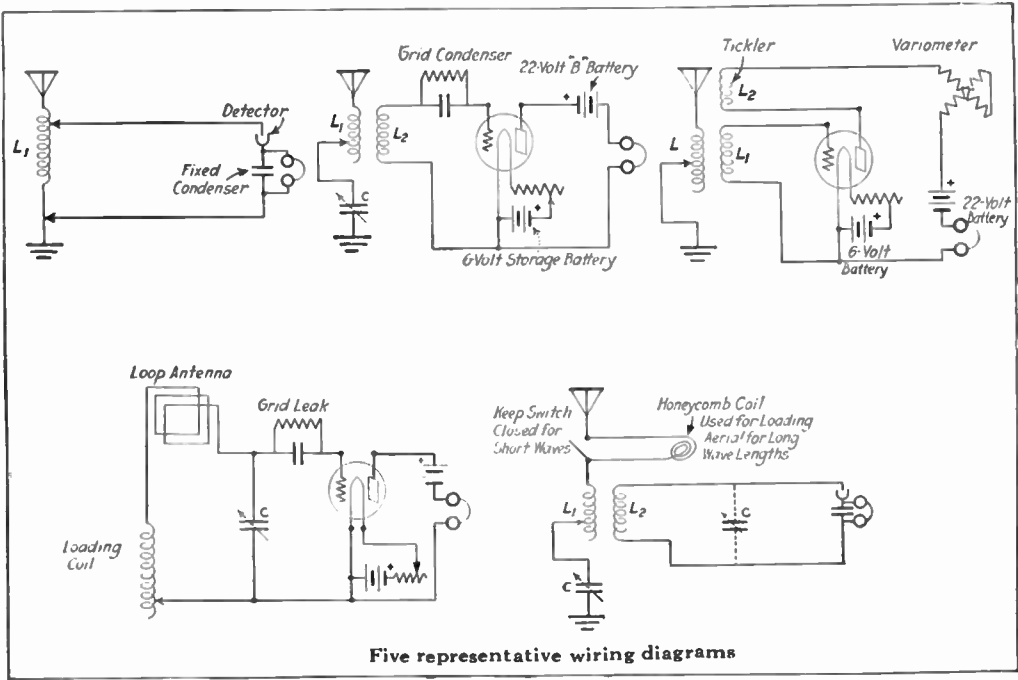 L1
Detector
Fixed
Condenser
Grid Condenser
22-Volt "B" Battery
+
L1
L2
C
+
6-Volt Storage Battery
Tickler
Variometer
L2
L
L1
+
22-Volt
Battery
+
6-Volt
Battery
Loop Antenna
Grid Leak
+
C
Loading
Coil
+
Keep Switch
Closed for
Short Waves
Honeycomb Coil
Used for Loading
Aerial for Long
Wave Lengths
L1
L2
C
C
Five representative wiring diagrams